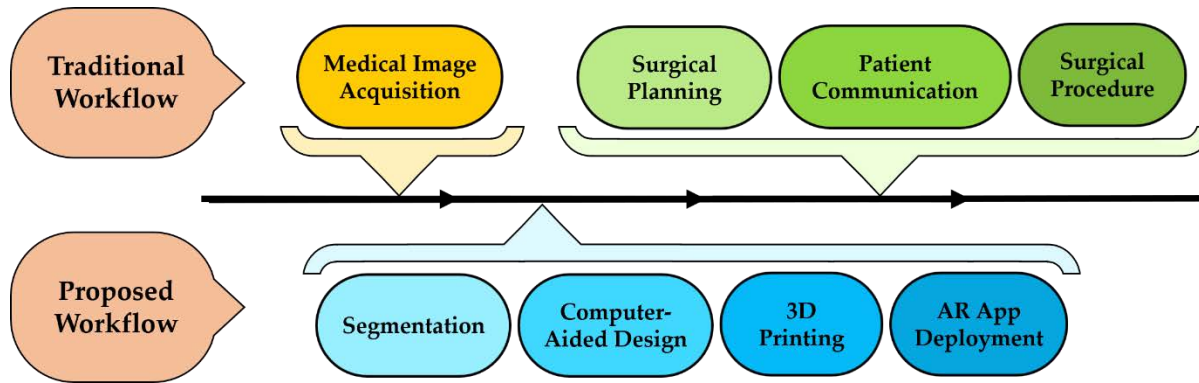 Traditional
Workflow
Medical Image
Acquisition
Surgical
Planning
Patient
Communication
Surgical
Procedure
Proposed
Workflow
Segmentation
Computer-
Aided Design
3D
Printing
AR App
Deployment